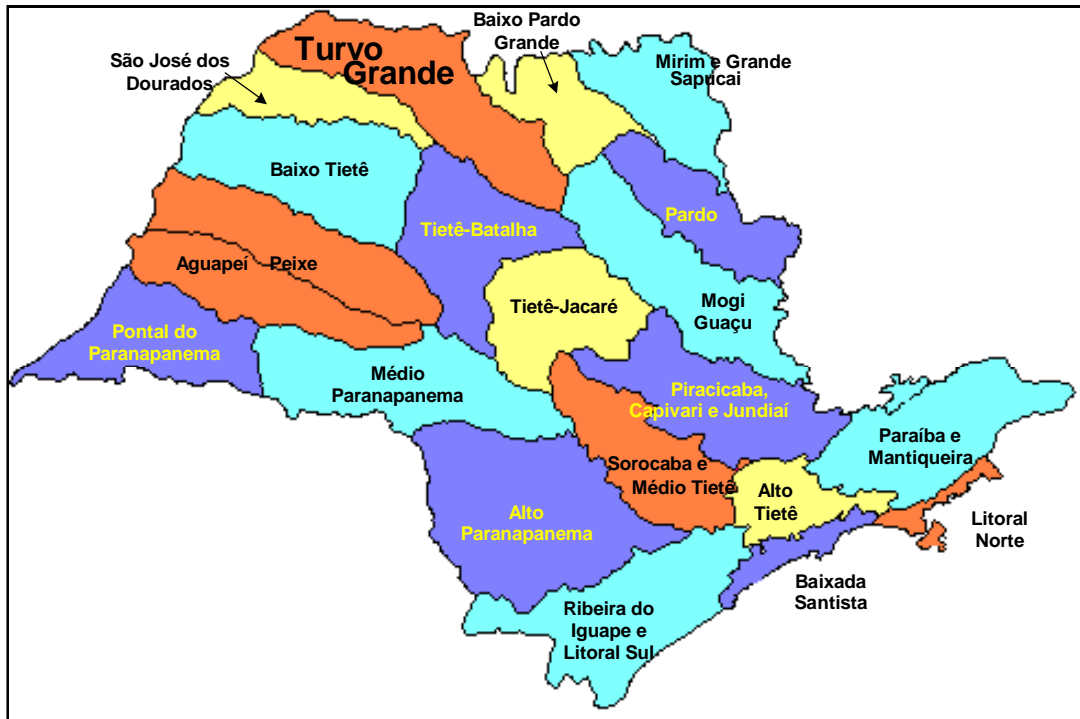 Baixo Pardo
Grande
Turvo
Grande
São José dos
Dourados
Mirim e Grande
Sapucai
Baixo Tietê
Pardo
Tietê-Batalha
Aguapeí Peixe
Tietê-Jacaré
Mogi
Guaçu
Pontal do
Paranapanema
Médio
Paranapanema
Piracicaba,
Capivari e Jundiaí
Paraíba e
Mantiqueira
Sorocaba e
Médio Tietê
Alto
Tietê
Alto
Paranapanema
Litoral
Norte
Baixada
Santista
Ribeira do
Iguape e
Litoral Sul